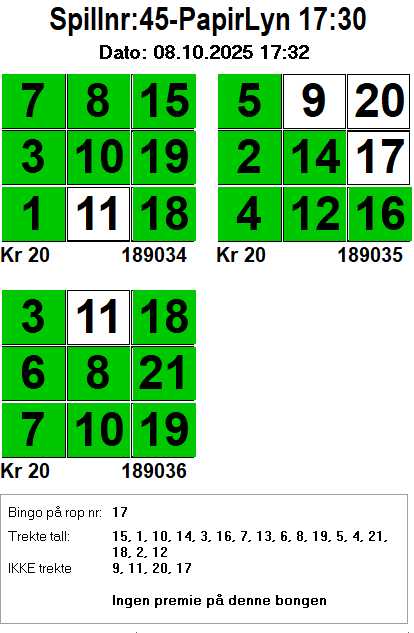 Spillnr:45-PapirLyn 17:30
Dato: 08.10.2025 17:32
7 8 15 5 9 20
3 10 19 2 14 17
1 11 18 4 12 16
Kr 20 189034 Kr 20 189035
3 11 18
6 8 21
7 10 19
Kr 20 189036
Bingo på rop nr: 17
Trekte tall: 15, 1, 10, 14, 3, 16, 7, 13, 6, 8, 19, 5, 4, 21,
18, 2, 12
IKKE trekte 9, 11, 20, 17
Ingen premie på denne bongen